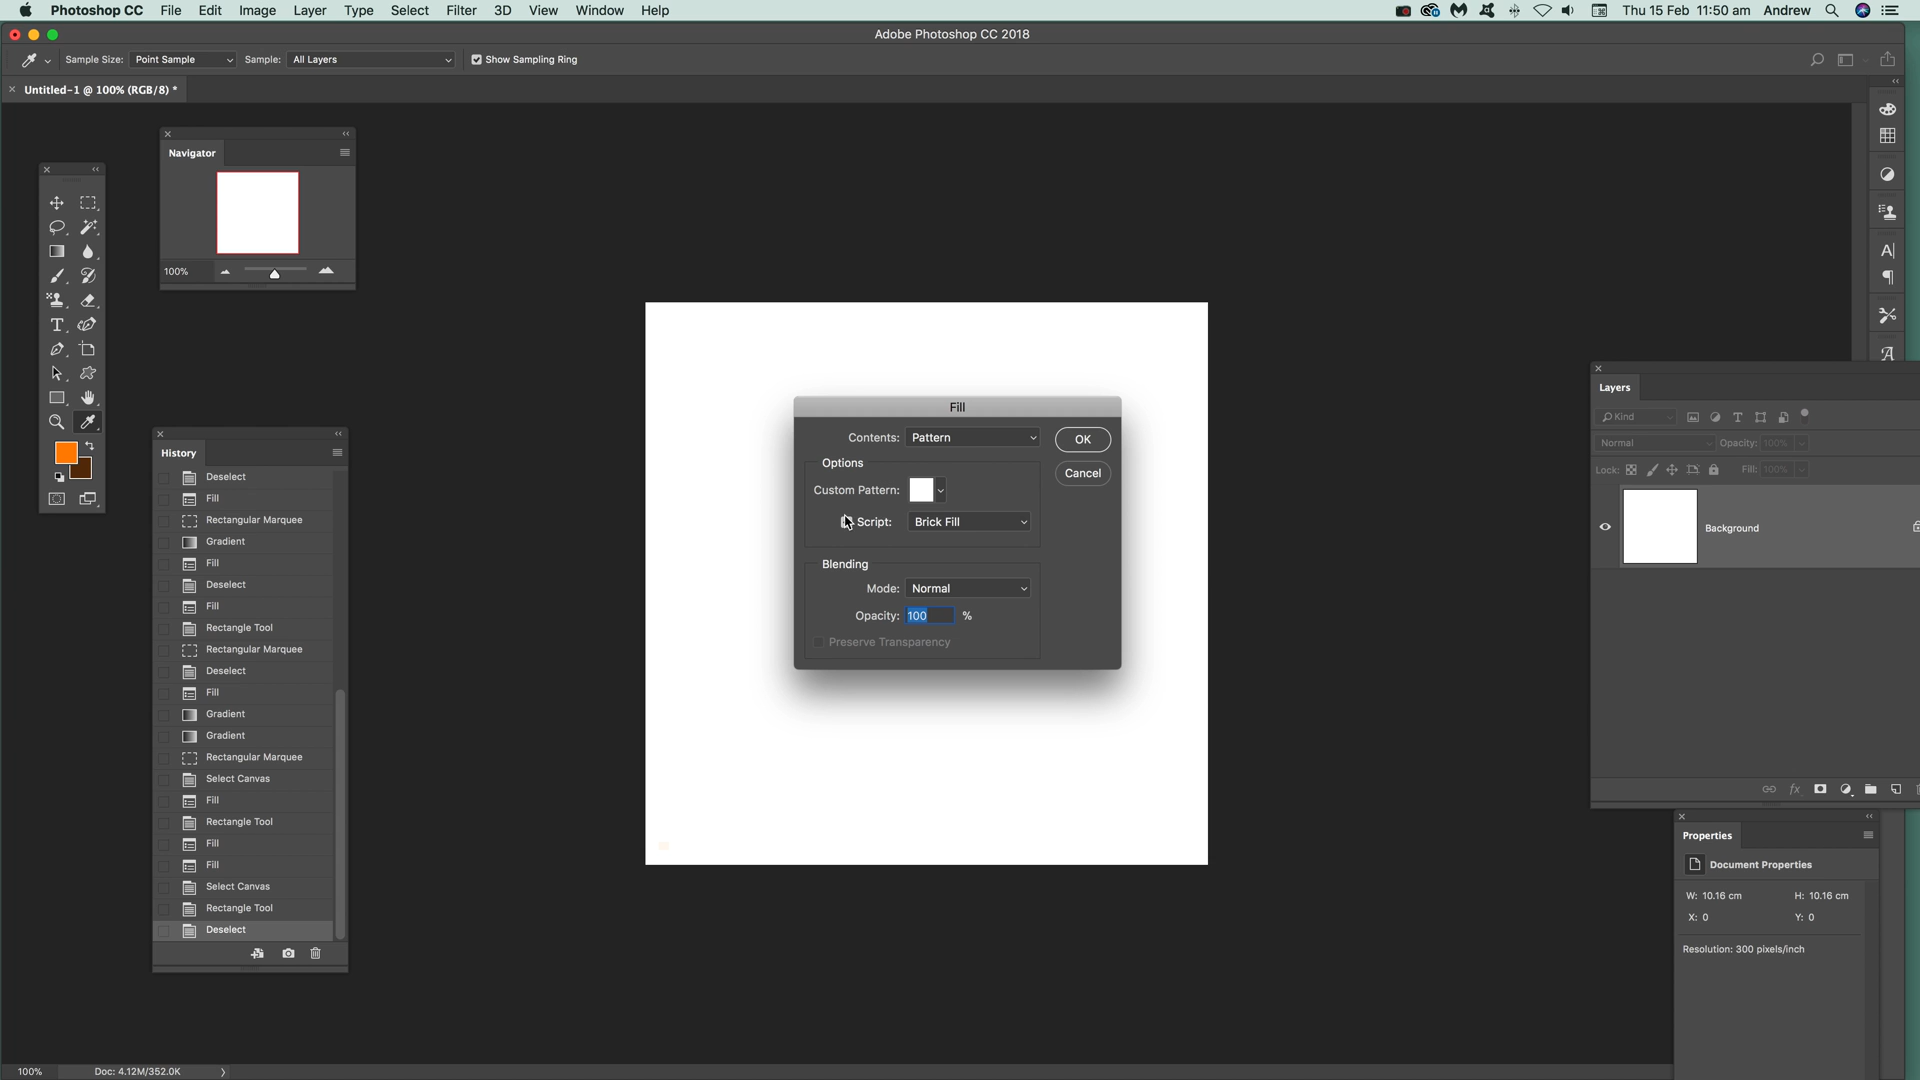 Photoshop CC File Edit Image Layer Type Select Filter 3D View Window Help Thu 15 Feb 11:50 am Andrew
Adobe Photoshop CC 2018
Sample Size: Point Sample Sample: All Layers Show Sampling Ring
Untitled-1 @ 100% (RGB/8) *
Navigator
100%
History
Deselect
Fill
Rectangular Marquee
Gradient
Fill
Deselect
Fill
Rectangle Tool
Rectangular Marquee
Deselect
Fill
Gradient
Gradient
Rectangular Marquee
Select Canvas
Fill
Rectangle Tool
Fill
Fill
Select Canvas
Rectangle Tool
Deselect
Fill
Contents: Pattern
OK
Options
Cancel
Custom Pattern:
Script: Brick Fill
Blending
Mode: Normal
Opacity: 100 %
Preserve Transparency
Layers
Kind
Normal Opacity: 100%
Lock: Fill: 100%
Background
fx
Properties
Document Properties
W: 10.16 cm H: 10.16 cm
X: 0 Y: 0
Resolution: 300 pixels/inch
100% Doc: 4.12M/352.0K